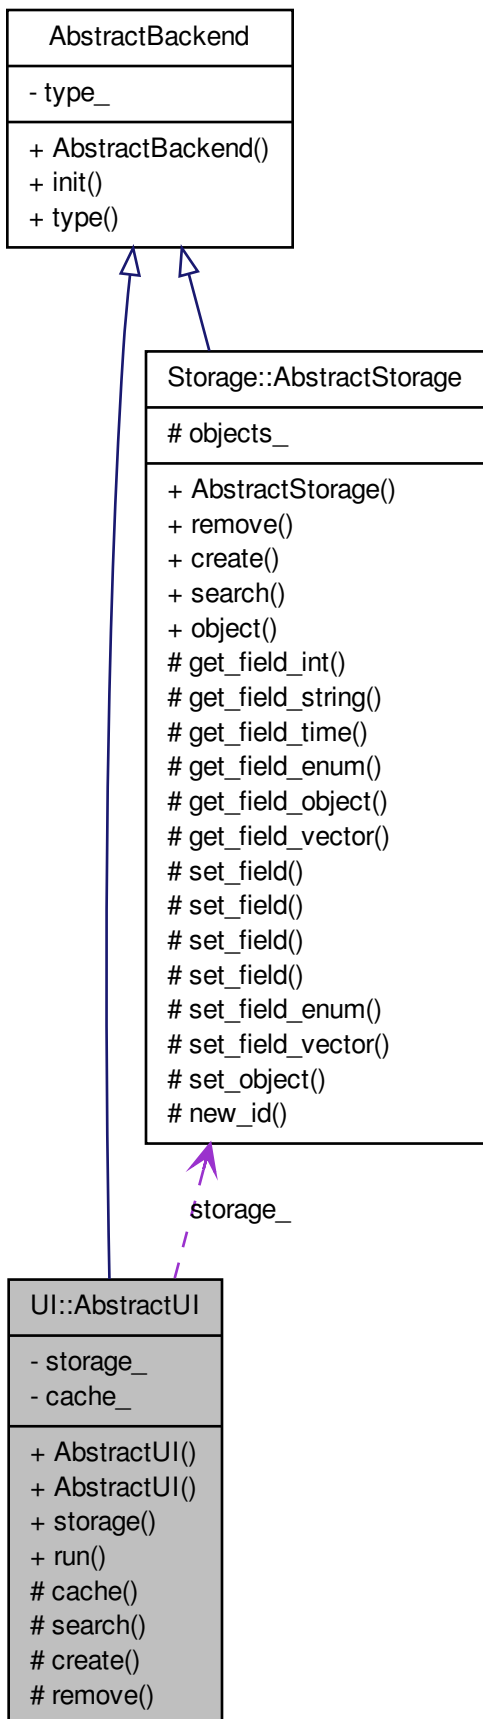 AbstractBackend
- type_
+ AbstractBackend()
+ init()
+ type()
Storage::AbstractStorage
# objects_
+ AbstractStorage()
+ remove()
+ create()
+ search()
+ object()
# get_field_int()
# get_field_string()
# get_field_time()
# get_field_enum()
# get_field_object()
# get_field_vector()
# set_field()
# set_field()
# set_field()
# set_field()
# set_field_enum()
# set_field_vector()
# set_object()
# new_id()
storage_
UI::AbstractUI
- storage_
- cache_
+ AbstractUI()
+ AbstractUI()
+ storage()
+ run()
# cache()
# search()
# create()
# remove()